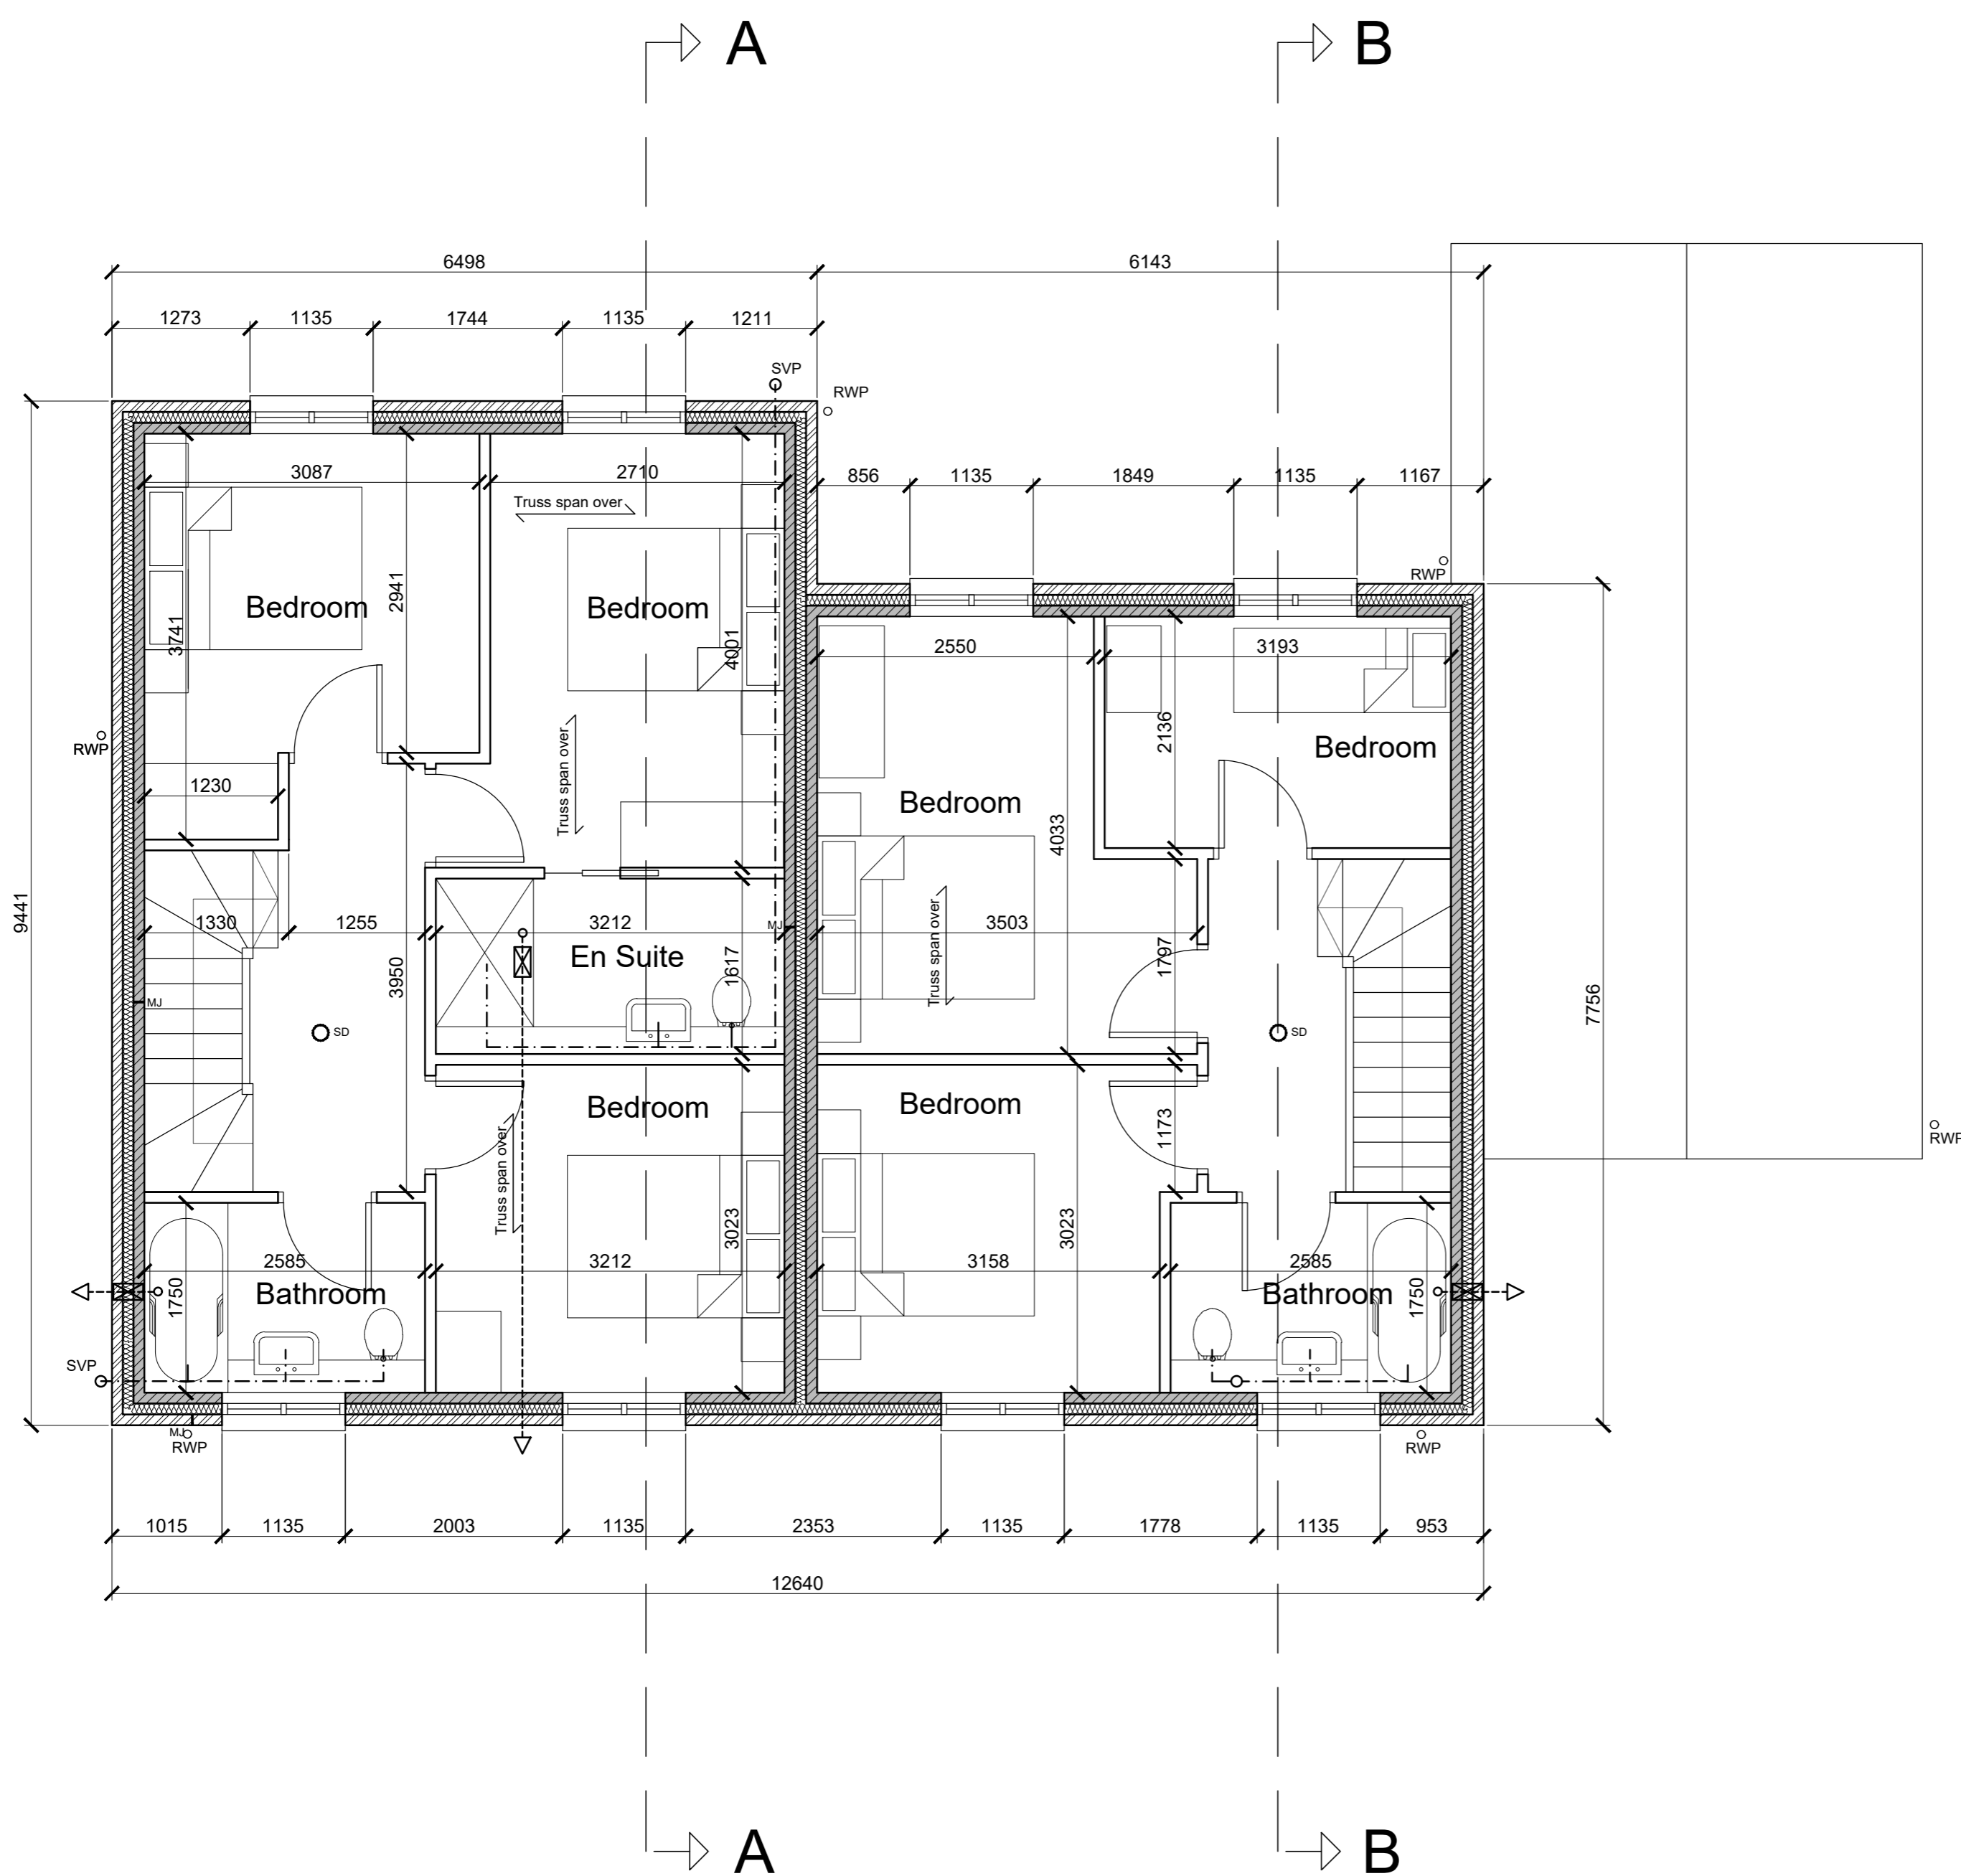 A
B
6498
6143
1273
1135
1744
1135
1211
SVP
RWP
3087
2710
856
1135
1849
1135
1167
Truss span over
RWP
Bedroom
2941
3741
Bedroom
4001
2550
3193
2136
Bedroom
RWP
1230
Truss span over
Bedroom
4033
9441
1330
1255
3212
MJ
3503
Truss span over
En Suite
1617
1797
3950
MJ
SD
SD
7756
Bedroom
Bedroom
1173
RWP
Truss span over
3023
3023
2585
3212
3158
2585
Bathroom
1750
Bathroom
1750
SVP
MJ
RWP
RWP
1015
1135
2003
1135
2353
1135
1778
1135
953
12640
A
B